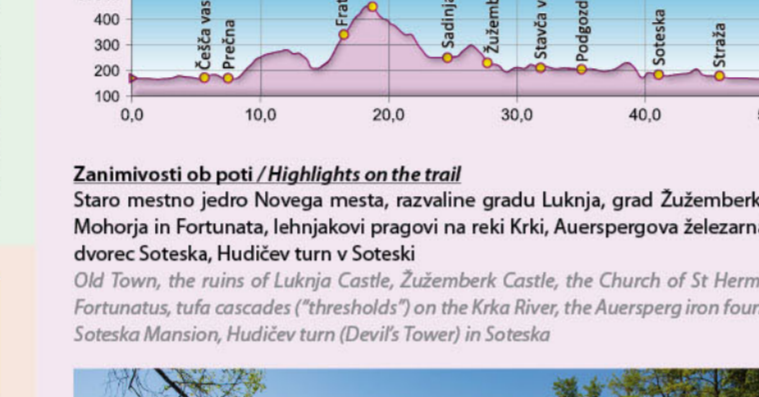 400
300
200
100
Češča vas
Prečna
Sadinja
Stavča v
Soteska
Straža
0,0
10,0
20,0
30,0
40,0
Zanimivosti ob poti / Highlights on the trail
Staro mestno jedro Novega mesta, razvaline gradu Luknja, grad Žužemberk
Mohorja in Fortunata, lehnjakovi pragovi na reki Krki, Auerspergova železarn
dvorec Soteska, Hudičev turn v Soteski
Old Town, the ruins of Luknja Castle, Žužemberk Castle, the Church of St Herm
Fortunatus, tufa cascades ("thresholds") on the Krka River, the Auersperg iron foun
Soteska Mansion, Hudičev turn (Devil's Tower) in Soteska